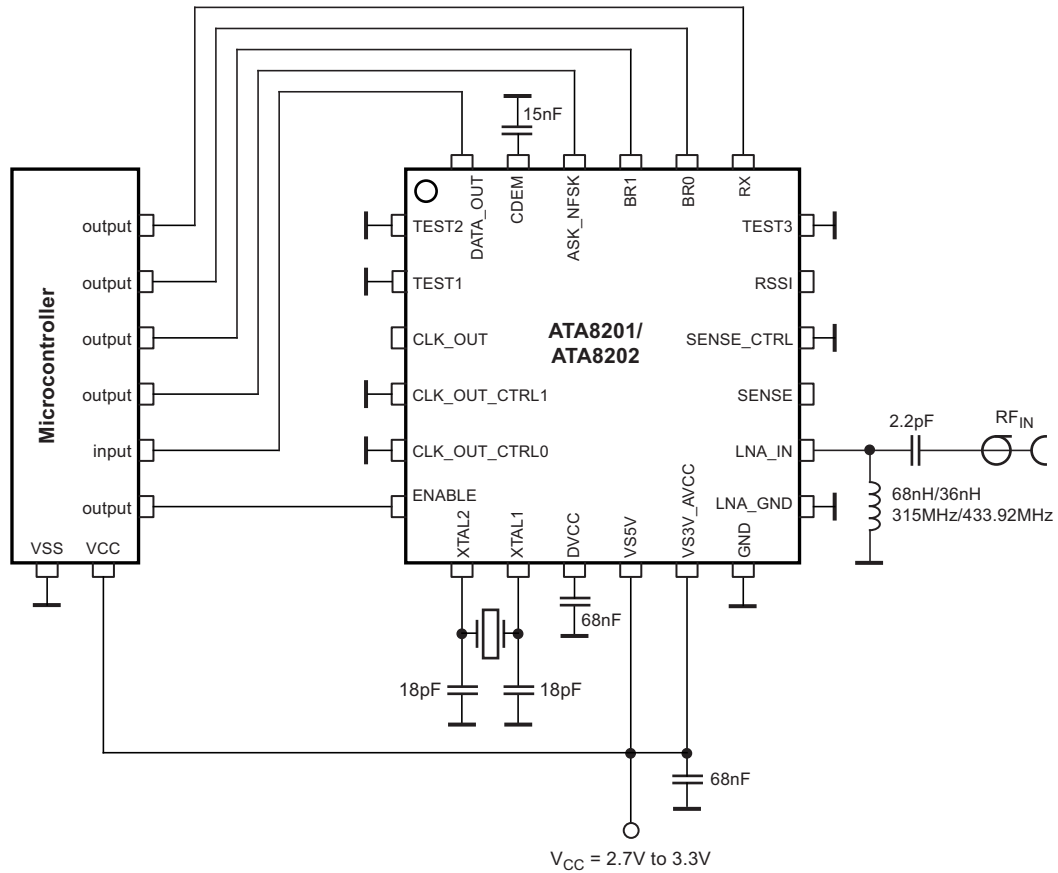 15nF
Microcontroller
output
output
output
output
input
output
VSS
VCC
DATA_OUT
CDEM
ASK_NFSK
BR1
BR0
RX
TEST2
TEST1
CLK_OUT
CLK_OUT_CTRL1
CLK_OUT_CTRL0
ENABLE
ATA8201/
ATA8202
TEST3
RSSI
SENSE_CTRL
SENSE
LNA_IN
LNA_GND
XTAL2
XTAL1
DVCC
VS5V
VS3V_AVCC
GND
2.2pF
RFIN
68nH/36nH
315MHz/433.92MHz
68nF
18pF
18pF
68nF
VCC = 2.7V to 3.3V